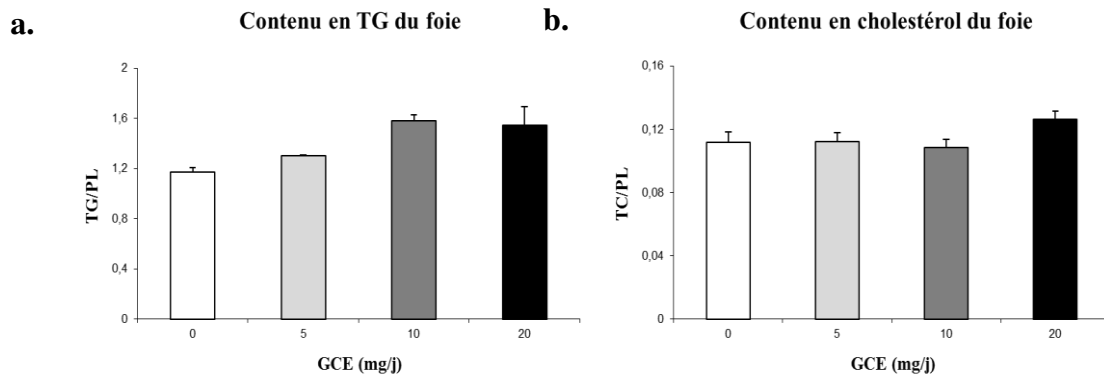 a.
Contenu en TG du foie
2
1,6
1,2
0,8
0,4
0
TG/PL
0 5 10 20
GCE (mg/j)
b.
Contenu en cholestérol du foie
0,16
0,12
0,08
0,04
0
TC/PL
0 5 10 20
GCE (mg/j)